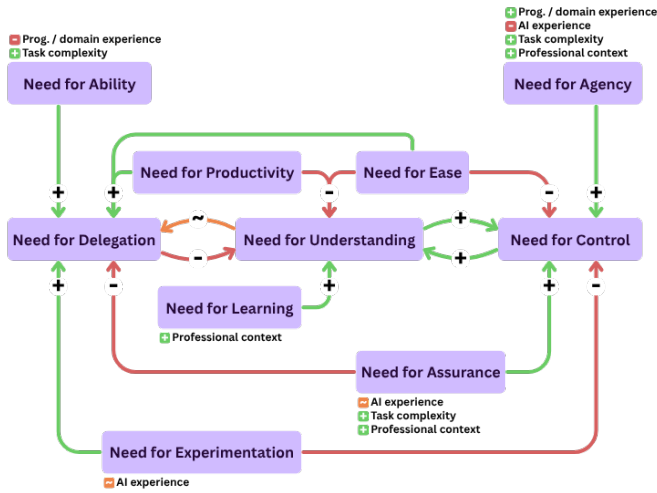 - Prog. / domain experience
+ Task complexity
Need for Ability
+ Prog. / domain experience
- AI experience
+ Task complexity
+ Professional context
Need for Agency
Need for Productivity
Need for Ease
+
+
-
-
+
Need for Delegation
~
-
Need for Understanding
+
+
Need for Control
+
-
+
+
-
Need for Learning
+ Professional context
Need for Assurance
~ AI experience
+ Task complexity
+ Professional context
Need for Experimentation
~ AI experience